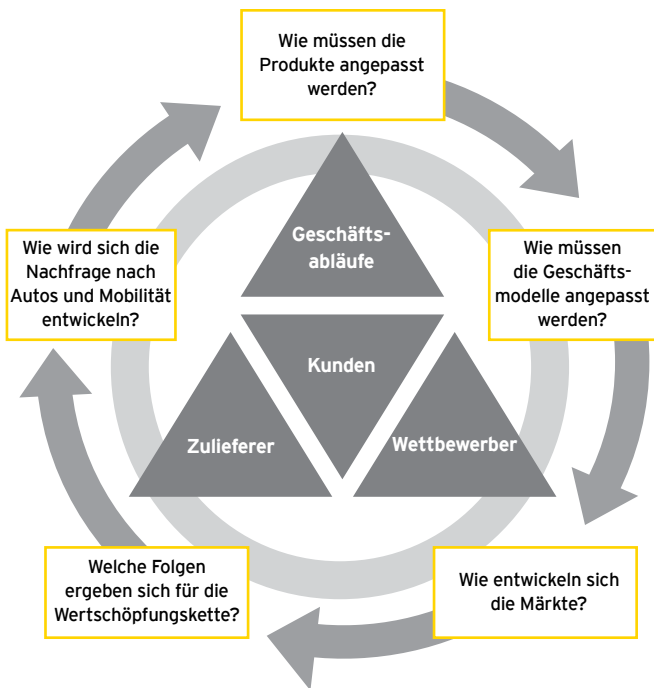 Wie müssen die
Produkte angepasst
werden?
Geschäfts-
abläufe
Wie wird sich die
Nachfrage nach
Autos und Mobilität
entwickeln?
Wie müssen
die Geschäfts-
modelle angepasst
werden?
Kunden
Zulieferer
Wettbewerber
Welche Folgen
ergeben sich für die
Wertschöpfungskette?
Wie entwickeln sich
die Märkte?